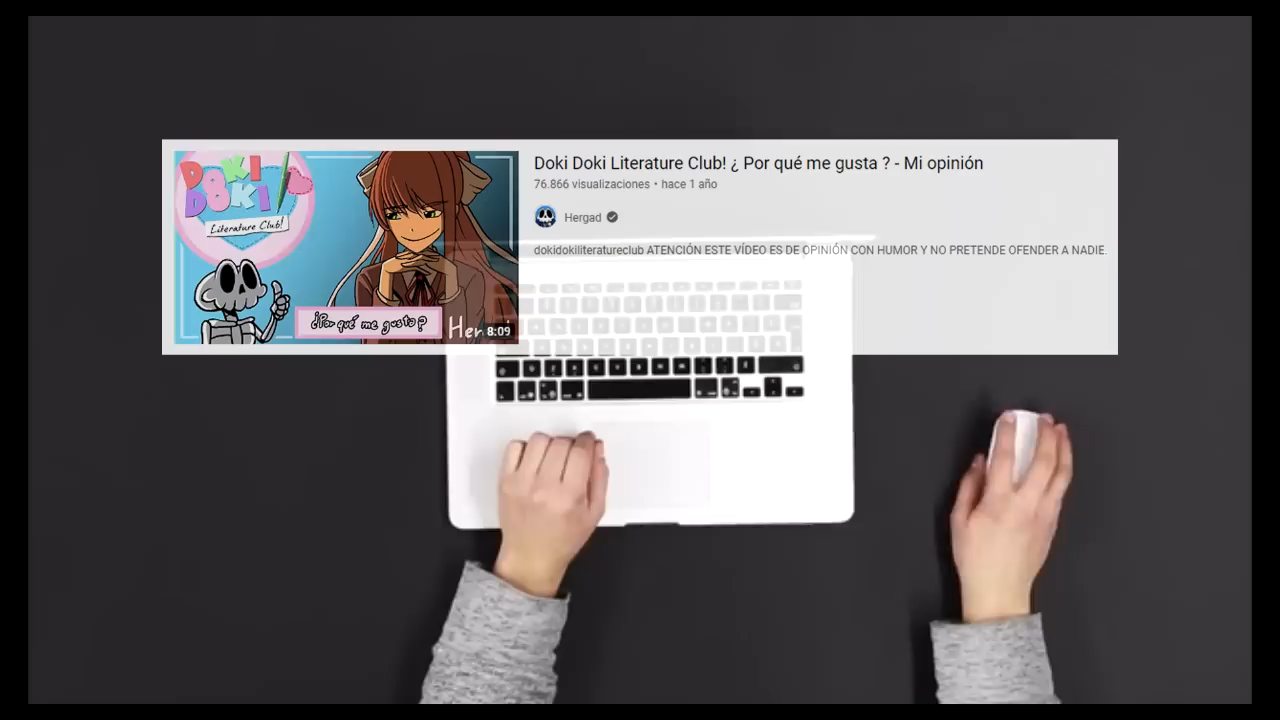 Doki Doki Literature Club! ¿ Por qué me gusta ? - Mi opinión
76.866 visualizaciones • hace 1 año
Hergad
dokidokiliteratureclub ATENCIÓN ESTE VÍDEO ES DE OPINIÓN CON HUMOR Y NO PRETENDE OFENDER A NADIE.
DOKI
DOKI
Literature Club!
¿Por qué me gusta?
Her
8:09